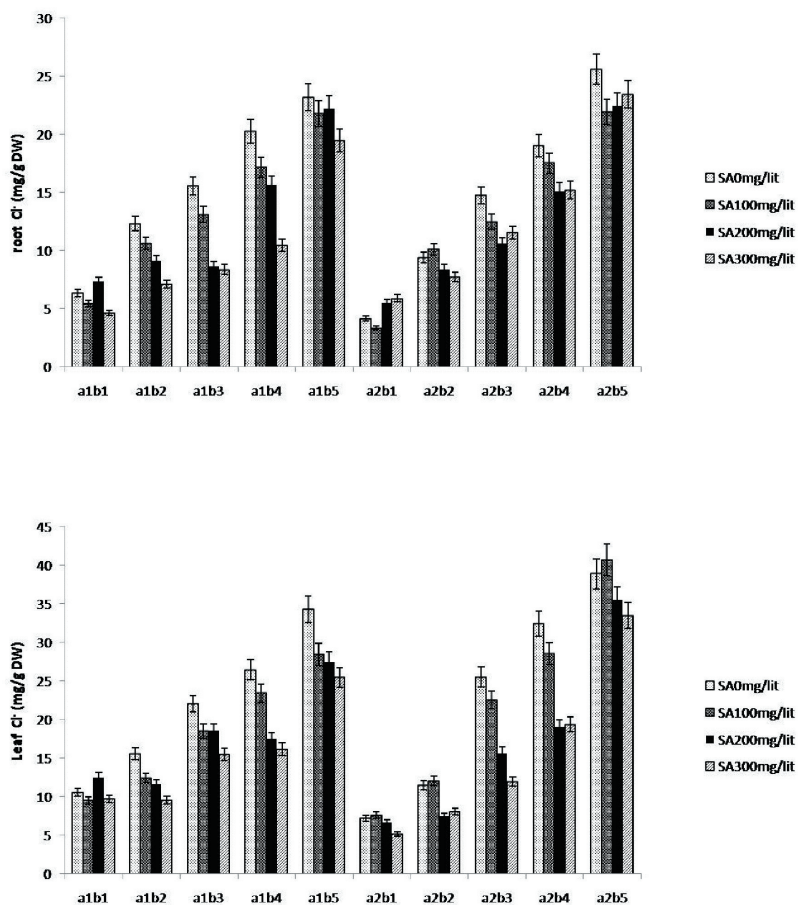 30
25
20
15
10
5
0
root Cl- (mg/g DW)
a1b1 a1b2 a1b3 a1b4 a1b5 a2b1 a2b2 a2b3 a2b4 a2b5
SA0mg/lit
SA100mg/lit
SA200mg/lit
SA300mg/lit
45
40
35
30
25
20
15
10
5
0
Leaf Cl- (mg/g DW)
a1b1 a1b2 a1b3 a1b4 a1b5 a2b1 a2b2 a2b3 a2b4 a2b5
SA0mg/lit
SA100mg/lit
SA200mg/lit
SA300mg/lit